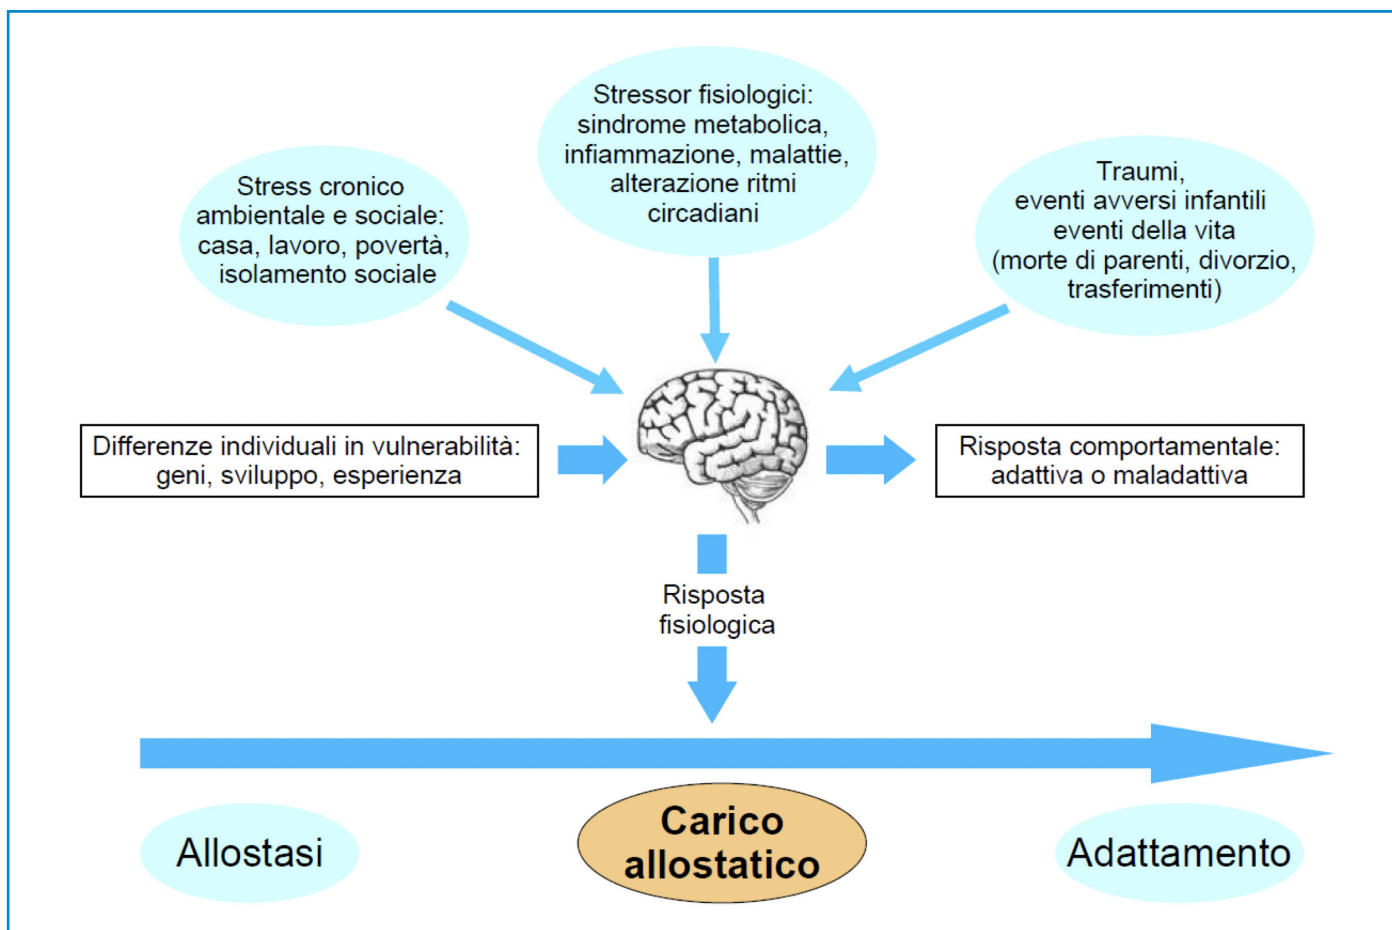 Stressor fisiologici:
sindrome metabolica,
infiammazione, malattie,
alterazione ritmi
circadiani
Stress cronico
ambientale e sociale:
casa, lavoro, povertà,
isolamento sociale
Traumi,
eventi avversi infantili
eventi della vita
(morte di parenti, divorzio,
trasferimenti)
Differenze individuali in vulnerabilità:
geni, sviluppo, esperienza
Risposta comportamentale:
adattiva o maladattiva
Risposta
fisiologica
Allostasi
Carico
allostatico
Adattamento